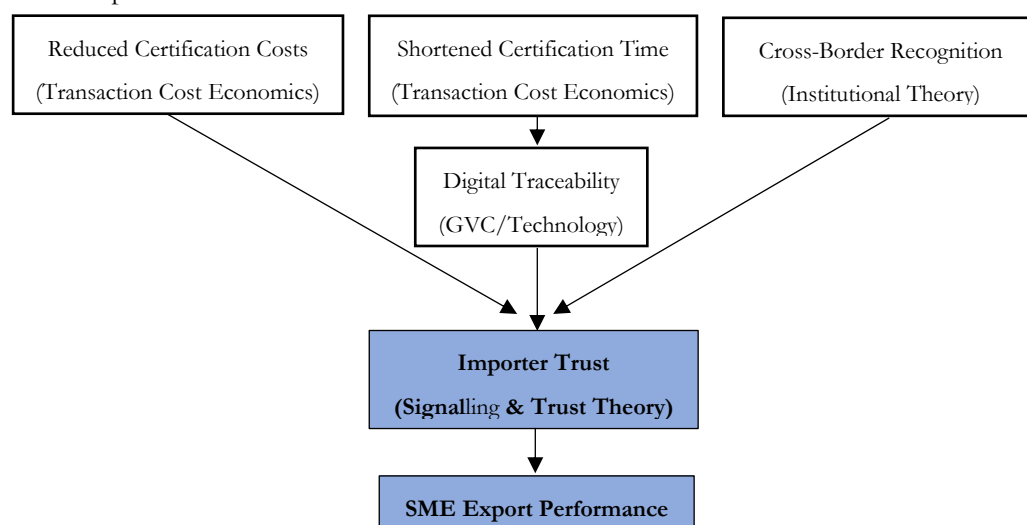 Reduced Certification Costs
(Transaction Cost Economics)
Shortened Certification Time
(Transaction Cost Economics)
Cross-Border Recognition
(Institutional Theory)
Digital Traceability
(GVC/Technology)
Importer Trust
(Signalling & Trust Theory)
SME Export Performance